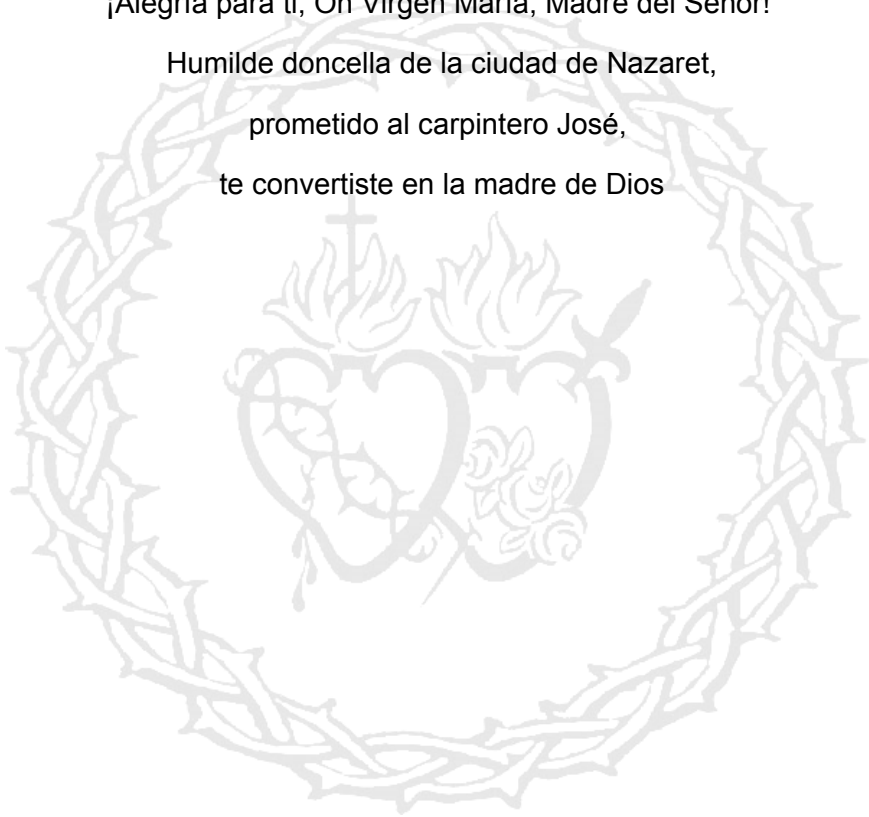 ¡Alegría para ti, Oh Virgen María, Madre del Señor!
Humilde doncella de la ciudad de Nazaret,
prometido al carpintero José,
te convertiste en la madre de Dios